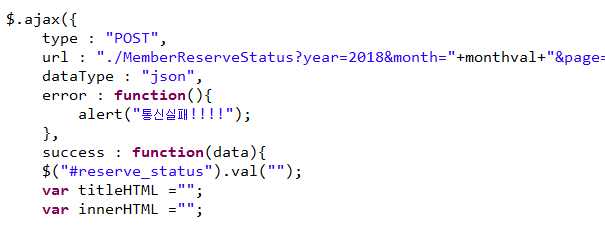 $.ajax({
type : "POST",
url : "./MemberReserveStatus?year=2018&month="+monthval+"&page=
dataType : "json",
error : function(){
alert("통신실패!!!!");
},
success : function(data){
$("#reserve_status").val("");
var titleHTML ="";
var innerHTML ="";